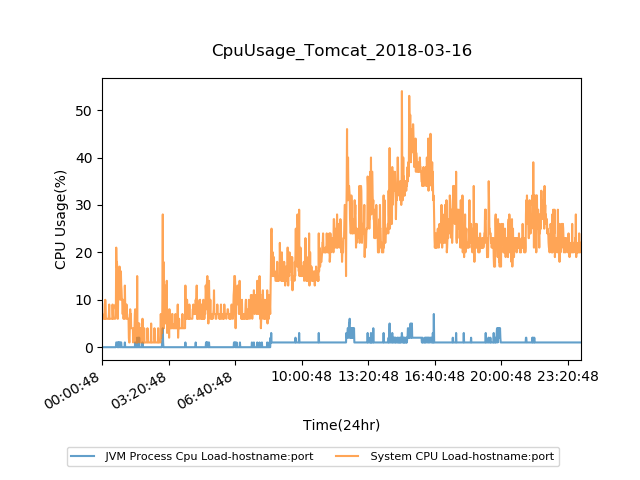 CpuUsage_Tomcat_2018-03-16
CPU Usage(%)
50
40
30
20
10
0
00:00:48 03:20:48 06:40:48 10:00:48 13:20:48 16:40:48 20:00:48 23:20:48
Time(24hr)
JVM Process Cpu Load-hostname:port System CPU Load-hostname:port